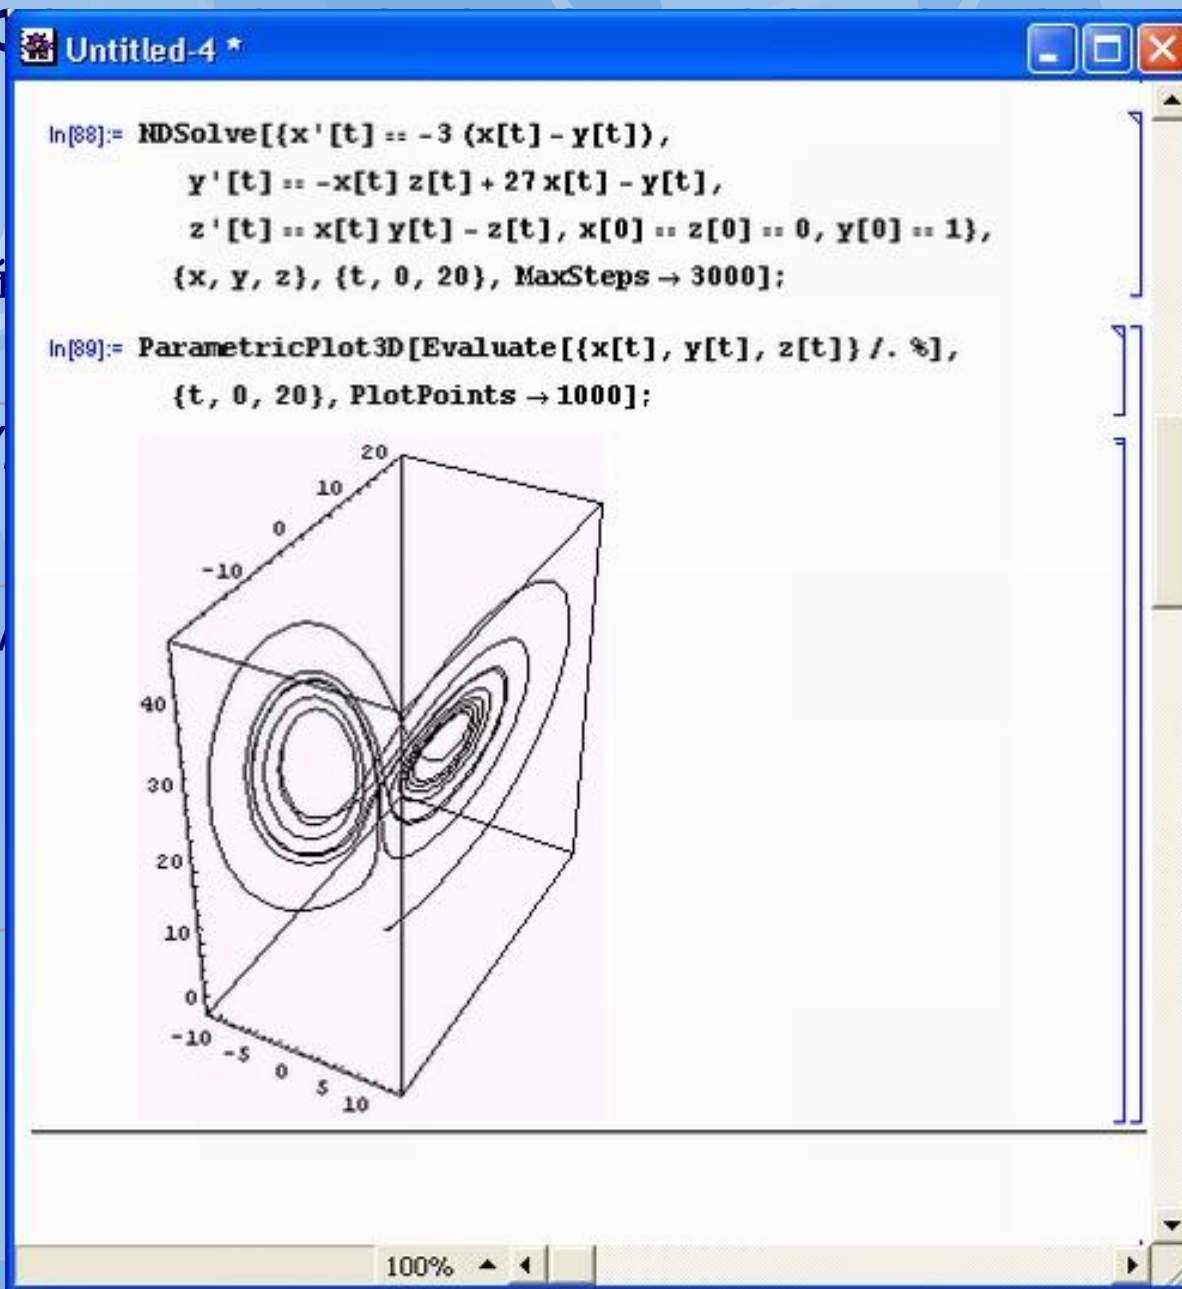 Untitled-4 *
In[88]:= NDSolve[{x'[t] == -3 (x[t] - y[t]),
y'[t] == -x[t] z[t] + 27 x[t] - y[t],
z'[t] == x[t] y[t] - z[t], x[0] == z[0] == 0, y[0] == 1},
{x, y, z}, {t, 0, 20}, MaxSteps → 3000];
In[89]:= ParametricPlot3D[Evaluate[{x[t], y[t], z[t]} /. %],
{t, 0, 20}, PlotPoints → 1000];
20
10
0
-10
40
30
20
10
0
-10
-5
0
5
10
100%